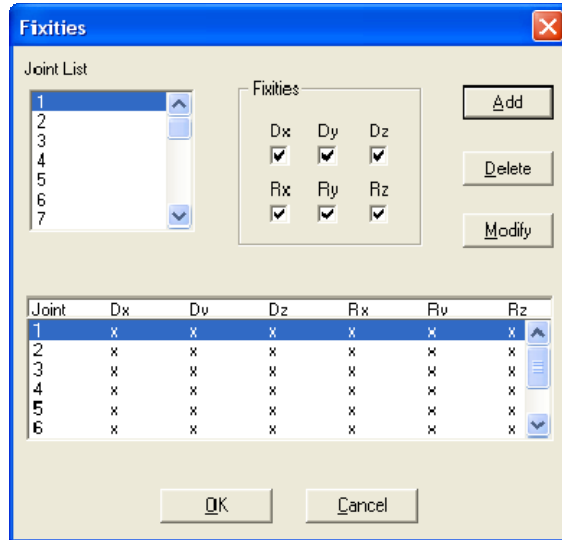 Fixities
Joint List
1
2
3
4
5
6
7
Fixities
Dx Dy Dz
Rx Ry Rz
Add
Delete
Modify
Joint Dx Dy Dz Rx Ry Rz
1 x x x x x x
2 x x x x x x
3 x x x x x x
4 x x x x x x
5 x x x x x x
6 x x x x x x
OK Cancel